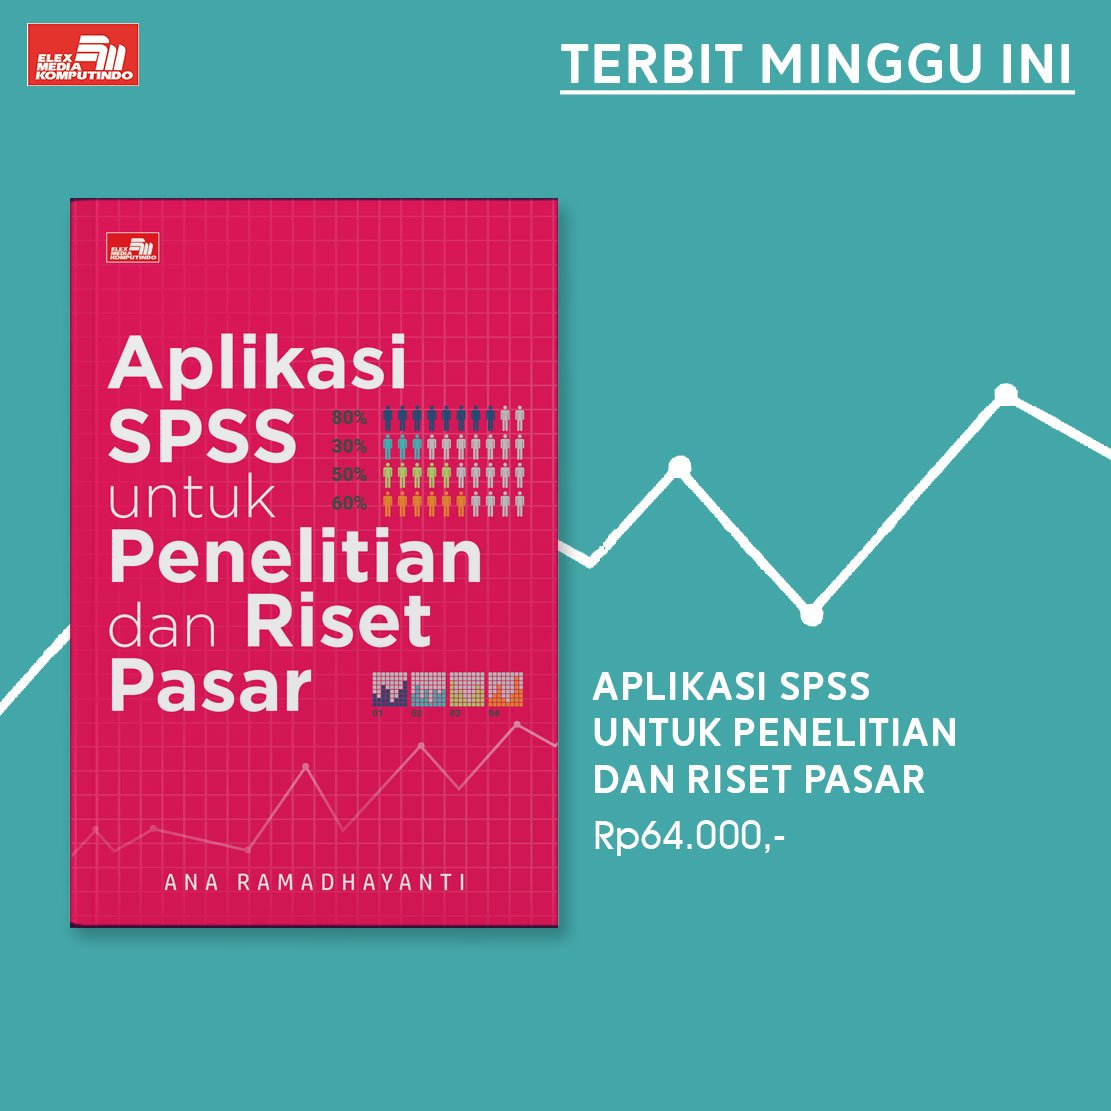 ELEX
MEDIA
KOMPUTINDO
TERBIT MINGGU INI
ELEX
MEDIA
KOMPUTINDO
Aplikasi
SPSS
untuk
Penelitian
dan Riset
Pasar
80%
30%
50%
60%
01 02 03 04
ANA RAMADHAYANTI
APLIKASI SPSS
UNTUK PENELITIAN
DAN RISET PASAR
Rp64.000,-